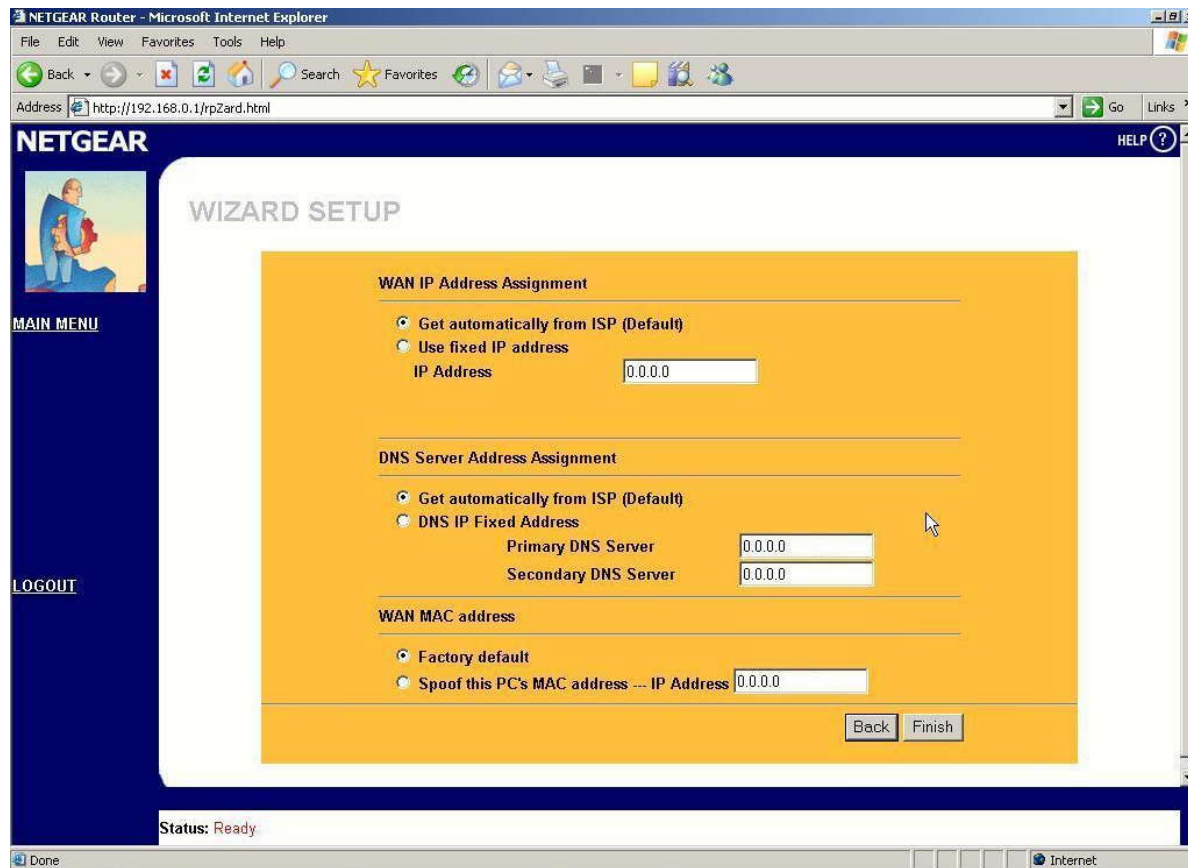 NETGEAR Router - Microsoft Internet Explorer
File Edit View Favorites Tools Help
Back Search Favorites
Address http://192.168.0.1/rpZard.html Go Links
NETGEAR HELP ?
WIZARD SETUP
WAN IP Address Assignment
MAIN MENU
Get automatically from ISP (Default)
Use fixed IP address
IP Address 0.0.0.0
DNS Server Address Assignment
Get automatically from ISP (Default)
DNS IP Fixed Address
Primary DNS Server 0.0.0.0
Secondary DNS Server 0.0.0.0
LOGOUT
WAN MAC address
Factory default
Spoof this PC's MAC address --- IP Address 0.0.0.0
Back Finish
Status: Ready
Done Internet